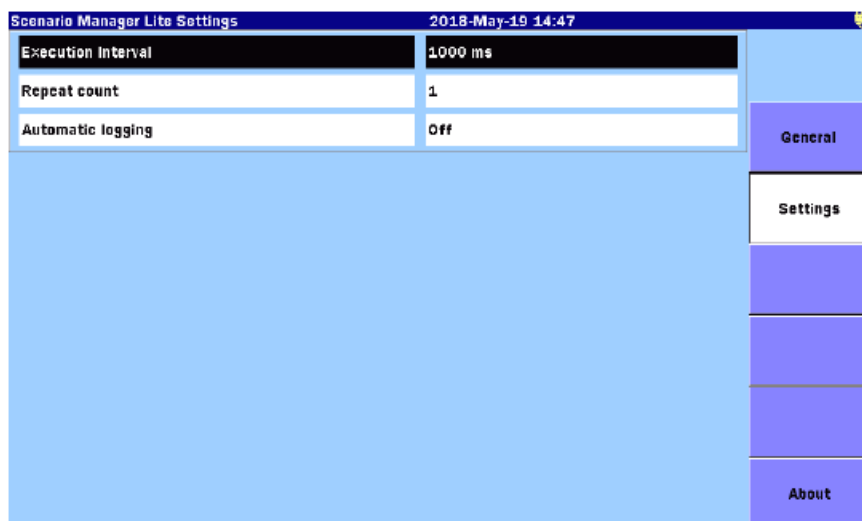 Scenario Manager Lite Settings 2018-May-19 14:47
Execution Interval 1000 ms
Repeat count 1
Automatic logging Off
General
Settings
About